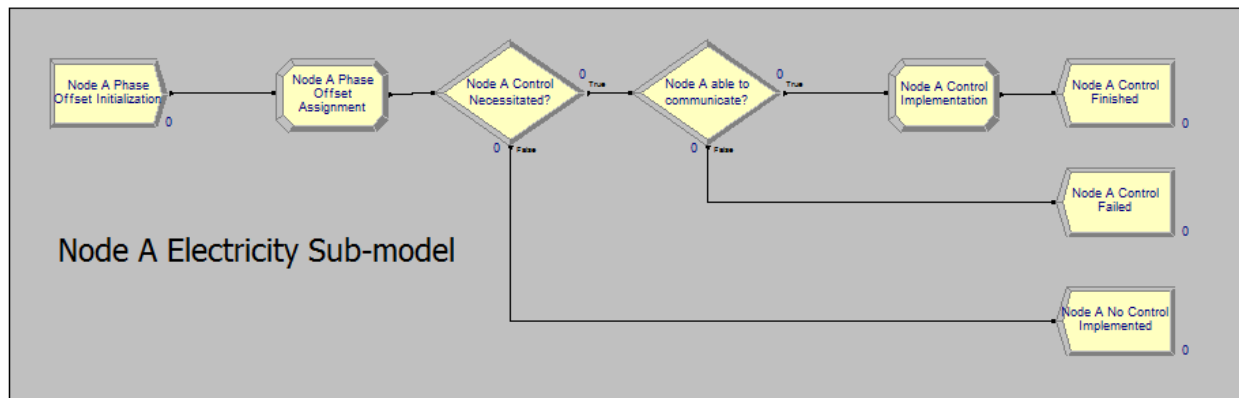 Node A Phase
Offset Initialization
0
Node A Phase
Offset
Assignment
Node A Control
Necessitated?
0
True
0
False
Node A able to
communicate?
0
True
0
False
Node A Control
Implementation
Node A Control
Finished
0
Node A Control
Failed
0
Node A No Control
Implemented
0
Node A Electricity Sub-model